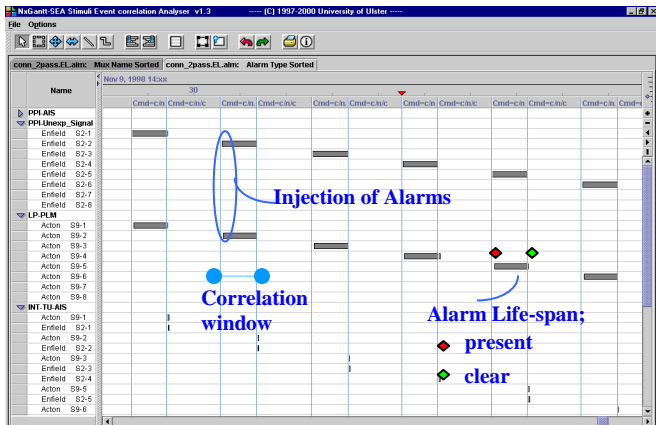 NxGantt-SEA Stimuli Event correlation Analyser v1.3 ----- (C) 1997-2000 University of Ulster -----
File Options
conn_2pass.EL.alm: Mux Name Sorted conn_2pass.EL.alm: Alarm Type Sorted
Name
Nov 9, 1998 14:xx
30
Cmd=c/n Cmd=c/n/c Cmd=c/n Cmd=c/n/c Cmd=c/n Cmd=c/n/c Cmd=c/n Cmd=c/n/c Cmd=c/n Cmd=c/n/c Cmd=c/n
PPI-AIS
PPI-Unexp_Signal
Enfield S2-1
Enfield S2-2
Enfield S2-3
Enfield S2-4
Enfield S2-5
Enfield S2-6
Enfield S2-7
Enfield S2-8
Injection of Alarms
LP-PLM
Acton S9-1
Acton S9-2
Acton S9-3
Acton S9-4
Acton S9-5
Acton S9-6
Acton S9-7
Acton S9-8
Correlation
window
Alarm Life-span;
present
clear
INT-TU-AIS
Acton S9-1
Enfield S2-1
Acton S9-2
Enfield S2-2
Acton S9-3
Enfield S2-3
Enfield S2-4
Acton S9-5
Enfield S2-5
Acton S9-6